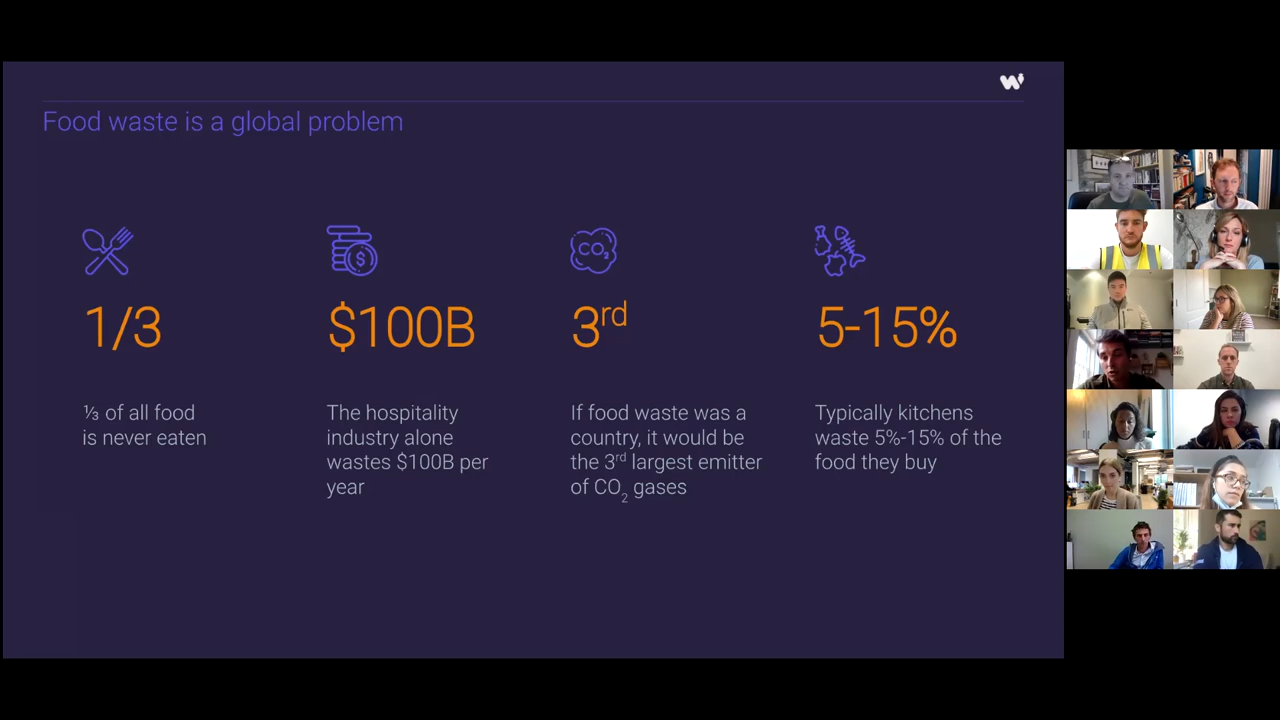 Food waste is a global problem
CO2
$
1/3
$100B
3rd
5-15%
⅓ of all food
is never eaten
The hospitality
industry alone
wastes $100B per
year
If food waste was a
country, it would be
the 3rd largest emitter
of CO2 gases
Typically kitchens
waste 5%-15% of the
food they buy